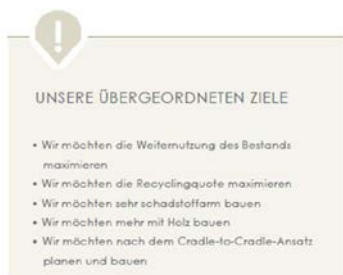 !
UNSERE ÜBERGEORDNETEN ZIELE
• Wir möchten die Weiternutzung des Bestands
maximieren
• Wir möchten die Recyclingquote maximieren
• Wir möchten sehr schadstoffarm bauen
• Wir möchten mehr mit Holz bauen
• Wir möchten nach dem Cradle-to-Cradle-Ansatz
planen und bauen